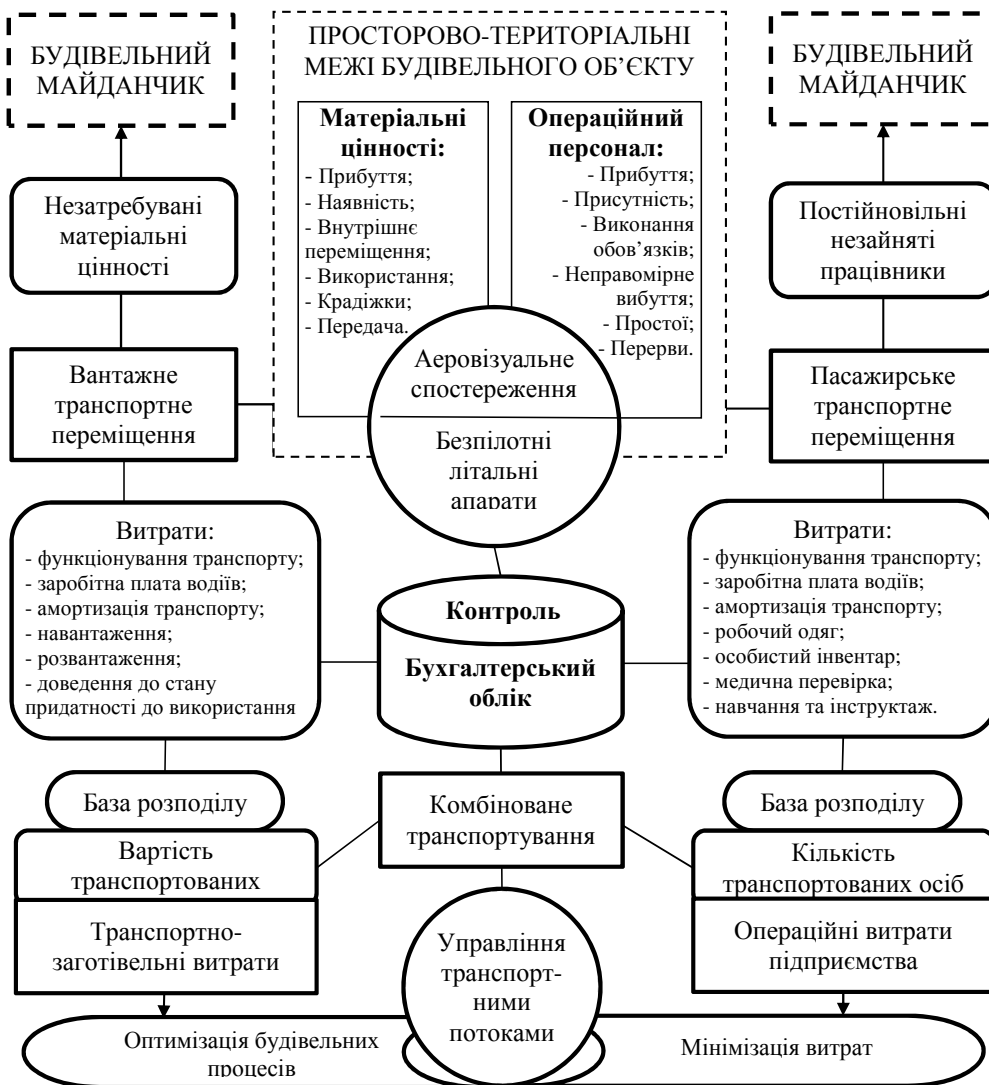 БУДІВЕЛЬНИЙ
МАЙДАНЧИК
ПРОСТОРОВО-ТЕРИТОРІАЛЬНІ
МЕЖІ БУДІВЕЛЬНОГО ОБ’ЄКТУ
БУДІВЕЛЬНИЙ
МАЙДАНЧИК
Матеріальні
цінності:
- Прибуття;
- Наявність;
- Внутрішнє
переміщення;
- Використання;
- Крадіжки;
- Передача.
Операційний
персонал:
- Прибуття;
- Присутність;
- Виконання
обов’язків;
- Неправомірне
вибуття;
- Простої;
- Перерви.
Незатребувані
матеріальні
цінності
Постійновільні
незайняті
працівники
Вантажне
транспортне
переміщення
Аеровізуальне
спостереження
Безпілотні
літальні
апарати
Пасажирське
транспортне
переміщення
Витрати:
- функціонування транспорту;
- заробітна плата водіїв;
- амортизація транспорту;
- навантаження;
- розвантаження;
- доведення до стану
придатності до використання
Контроль
Бухгалтерський
облік
Витрати:
- функціонування транспорту;
- заробітна плата водіїв;
- амортизація транспорту;
- робочий одяг;
- особистий інвентар;
- медична перевірка;
- навчання та інструктаж.
База розподілу
Комбіноване
транспортування
База розподілу
Вартість
транспортованих
Кількість
транспортованих осіб
Транспортно-
заготівельні витрати
Управління
транспорт-
ними
потоками
Операційні витрати
підприємства
Оптимізація будівельних
процесів
Мінімізація витрат